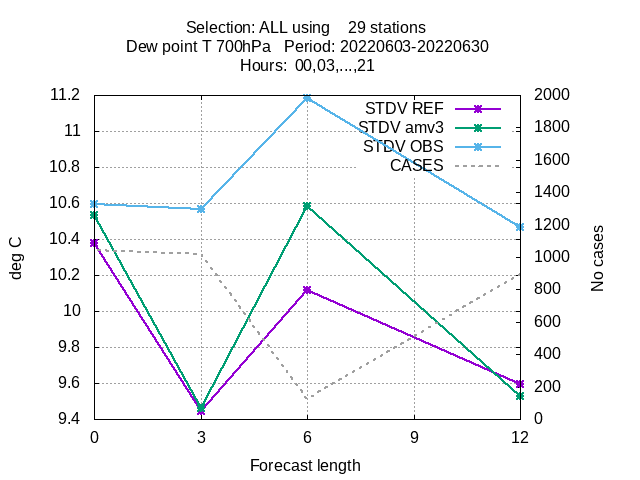 Selection: ALL using 29 stations
Dew point T 700hPa Period: 20220603-20220630
Hours: 00,03,...,21
11.2
11
10.8
10.6
10.4
10.2
10
9.8
9.6
9.4
deg C
STDV REF
STDV amv3
STDV OBS
CASES
2000
1800
1600
1400
1200
1000
800
600
400
200
0
No cases
0 3 6 9 12
Forecast length